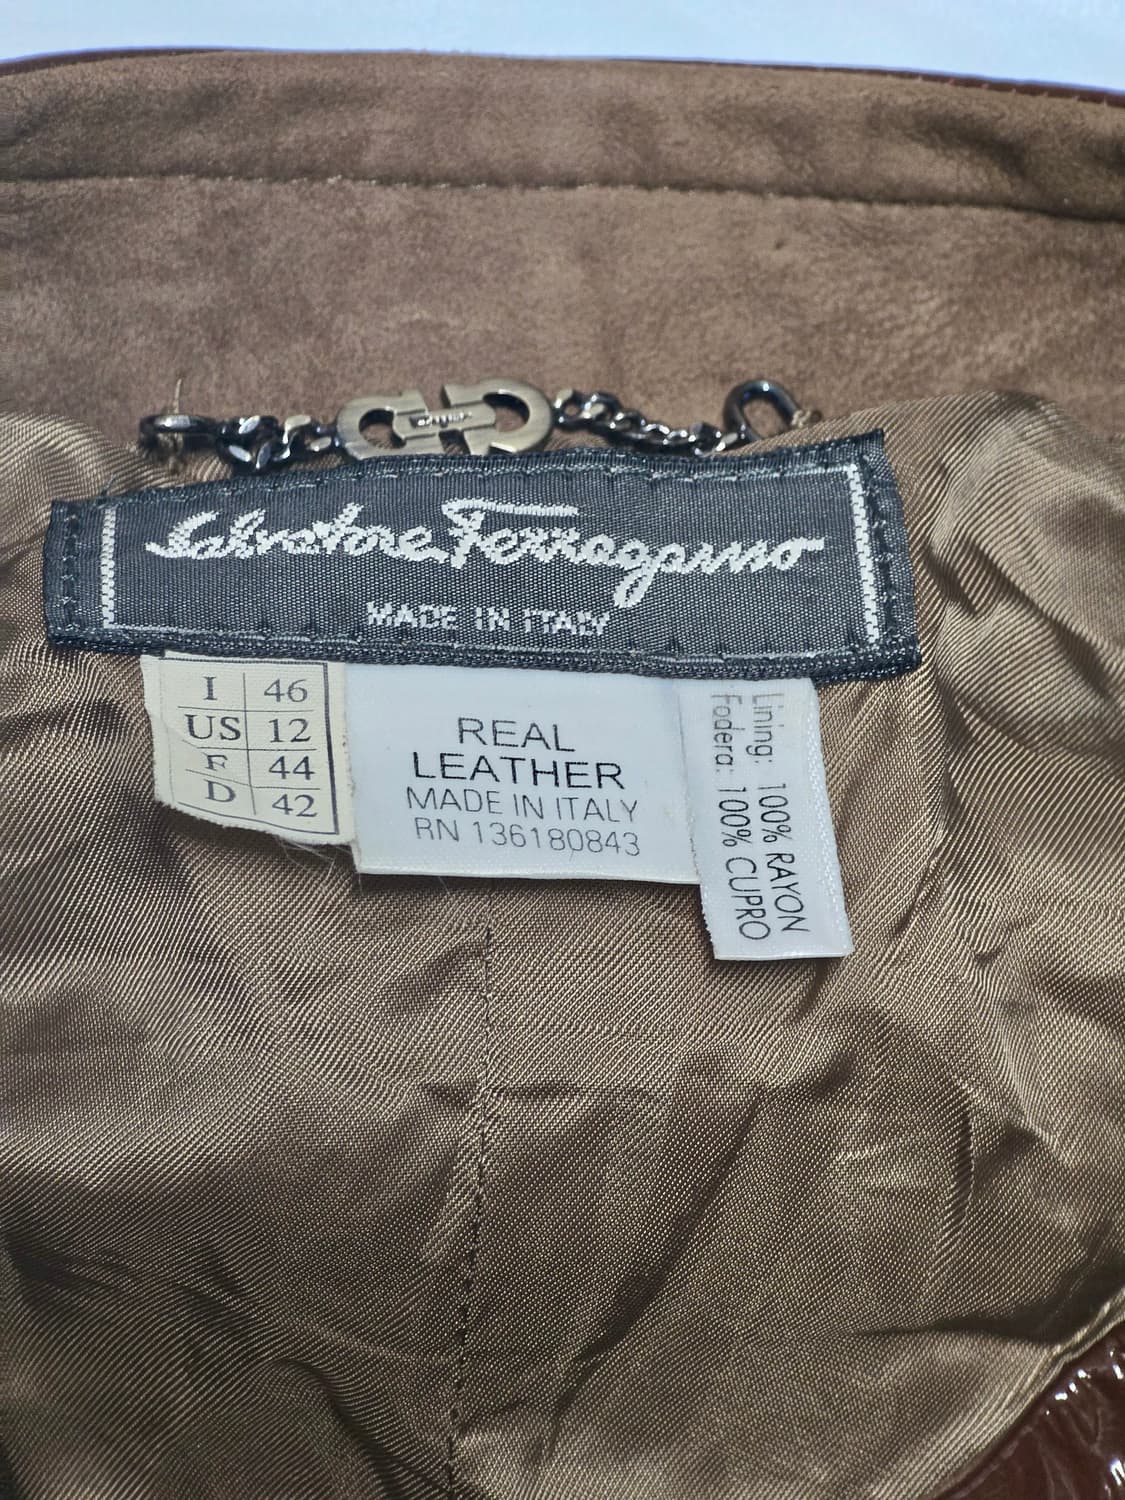 Salvatore Ferragamo
MADE IN ITALY
I 46
US 12
F 44
D 42
REAL
LEATHER
MADE IN ITALY
RN 136180843
Lining: 100% RAYON
Fodera: 100% CUPRO